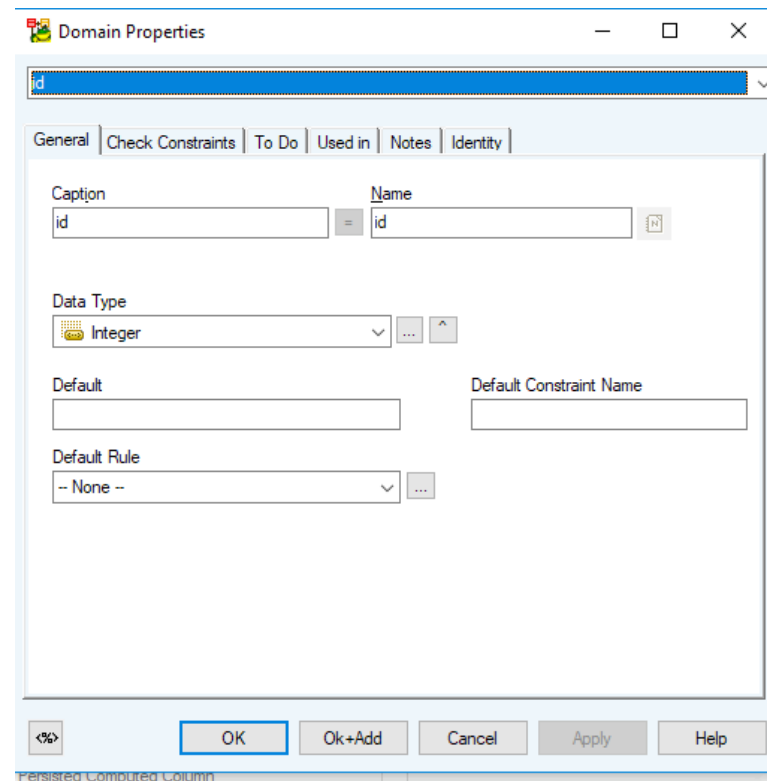 Domain Properties
id
General Check Constraints To Do Used in Notes Identity
Caption Name
id = id N
Data Type
Integer ... ^
Default Default Constraint Name
Default Rule
-- None -- ...
<%> OK Ok+Add Cancel Apply Help
Persisted Computed Column